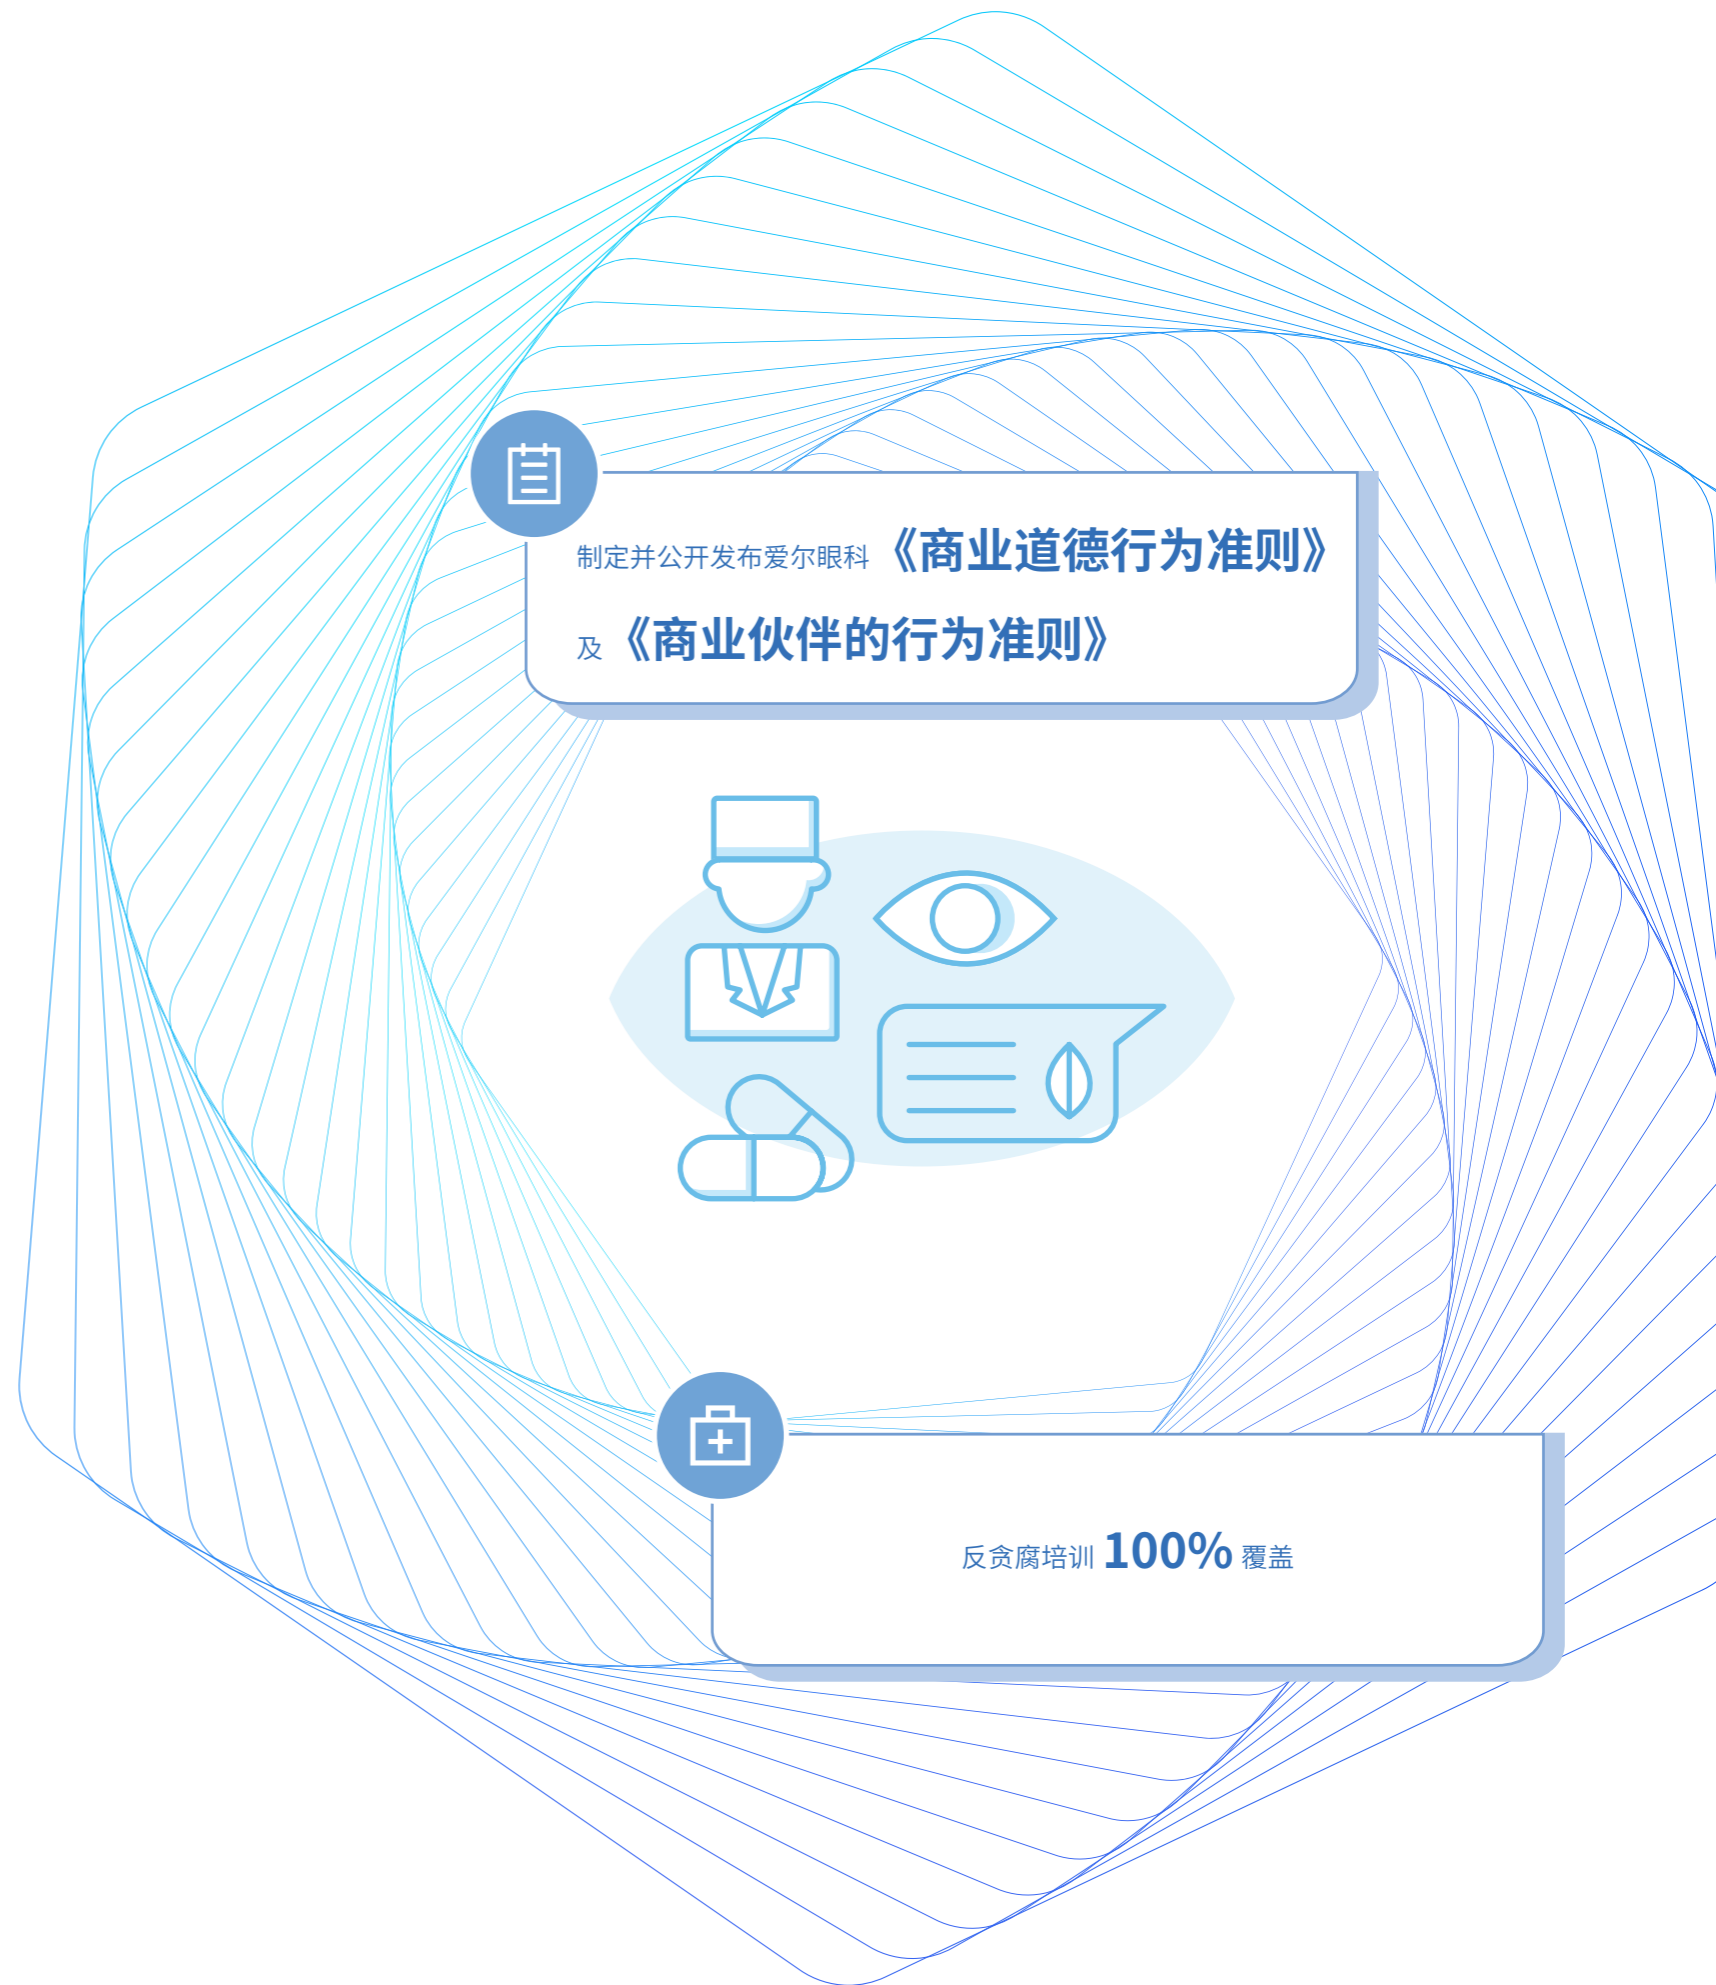 制定并公开发布爱尔眼科《商业道德行为准则》
及《商业伙伴的行为准则》
反贪腐培训 100% 覆盖